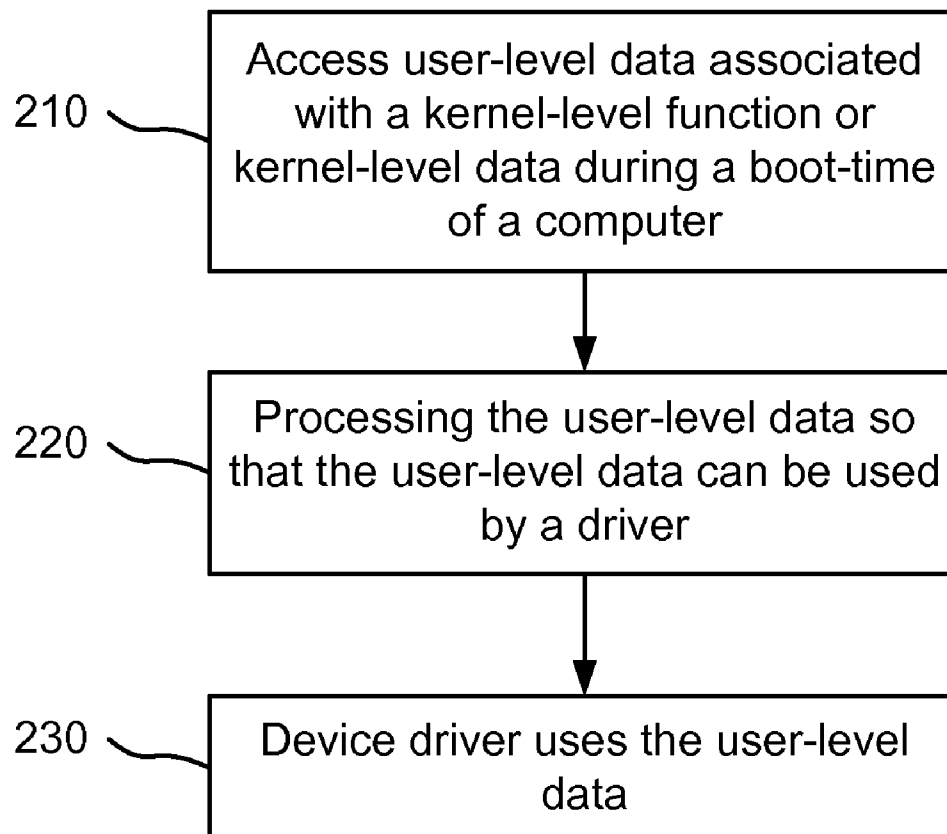 210
Access user-level data associated
with a kernel-level function or
kernel-level data during a boot-time
of a computer
220
Processing the user-level data so
that the user-level data can be used
by a driver
230
Device driver uses the user-level
data